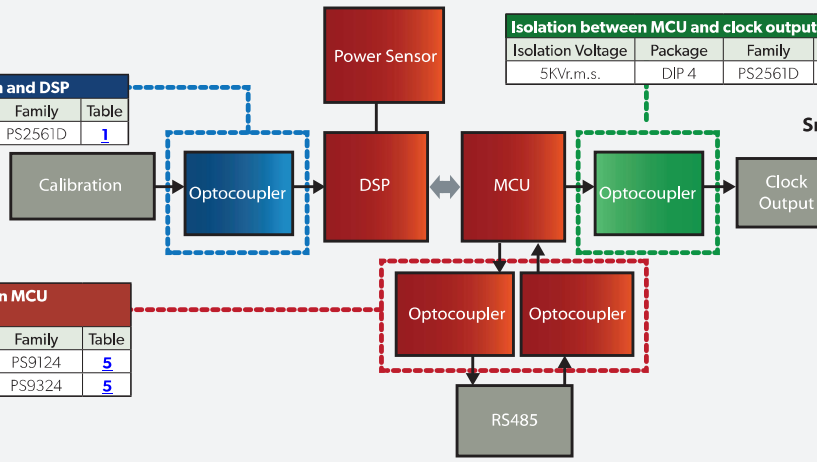 Power Sensor
Isolation between MCU and clock output
Isolation Voltage Package Family
5KVr.m.s. DIP 4 PS2561D
and DSP
Family Table
PS2561D 1
Calibration
Optocoupler
DSP
MCU
Optocoupler
Clock
Output
MCU
Family Table
PS9124 5
PS9324 5
Optocoupler
Optocoupler
RS485